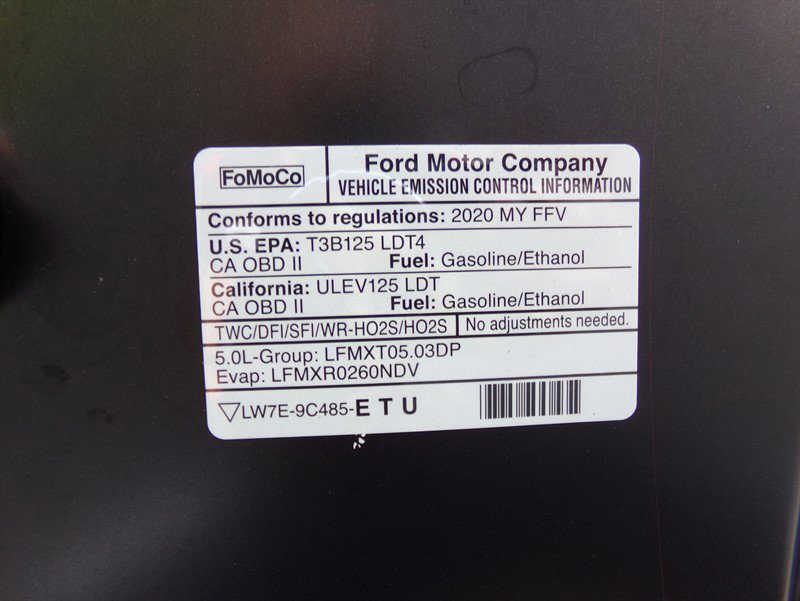 FoMoCo
Ford Motor Company
VEHICLE EMISSION CONTROL INFORMATION
Conforms to regulations: 2020 MY FFV
U.S. EPA: T3B125 LDT4
CA OBD II Fuel: Gasoline/Ethanol
California: ULEV125 LDT
CA OBD II Fuel: Gasoline/Ethanol
TWC/DFI/SFI/WR-HO2S/HO2S No adjustments needed.
5.0L-Group: LFMXT05.03DP
Evap: LFMXR0260NDV
LW7E-9C485-E T U